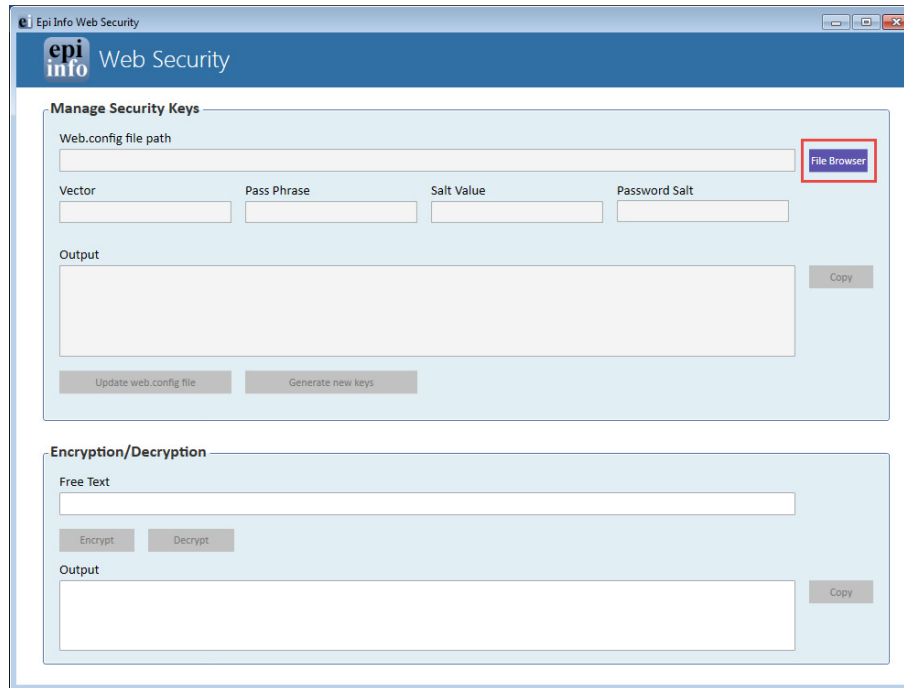 ei Epi Info Web Security
epi
info
Web Security
Manage Security Keys
Web.config file path
File Browser
Vector Pass Phrase Salt Value Password Salt
Output
Copy
Update web.config file Generate new keys
Encryption/Decryption
Free Text
Encrypt Decrypt
Output
Copy